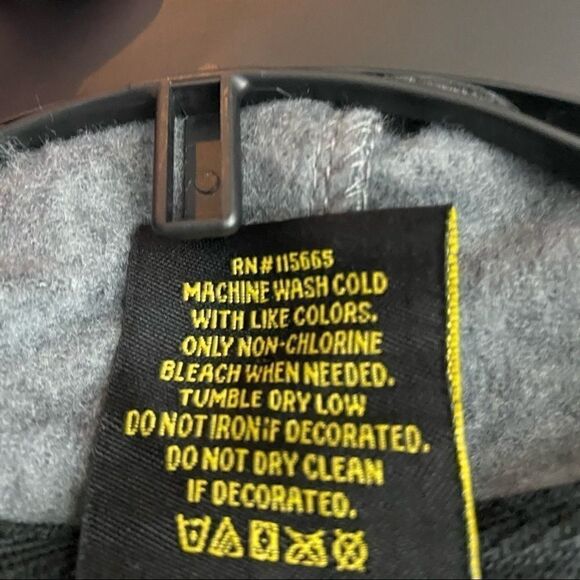 RN#115665
MACHINE WASH COLD
WITH LIKE COLORS.
ONLY NON-CHLORINE
BLEACH WHEN NEEDED.
TUMBLE DRY LOW
DO NOT IRON IF DECORATED.
DO NOT DRY CLEAN
IF DECORATED.